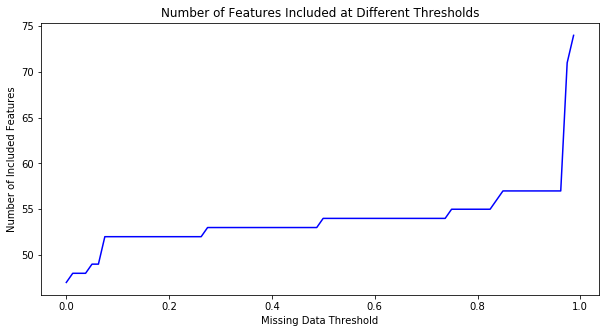 Number of Features Included at Different Thresholds
75
70
65
60
55
50
Number of Included Features
0.0 0.2 0.4 0.6 0.8 1.0
Missing Data Threshold